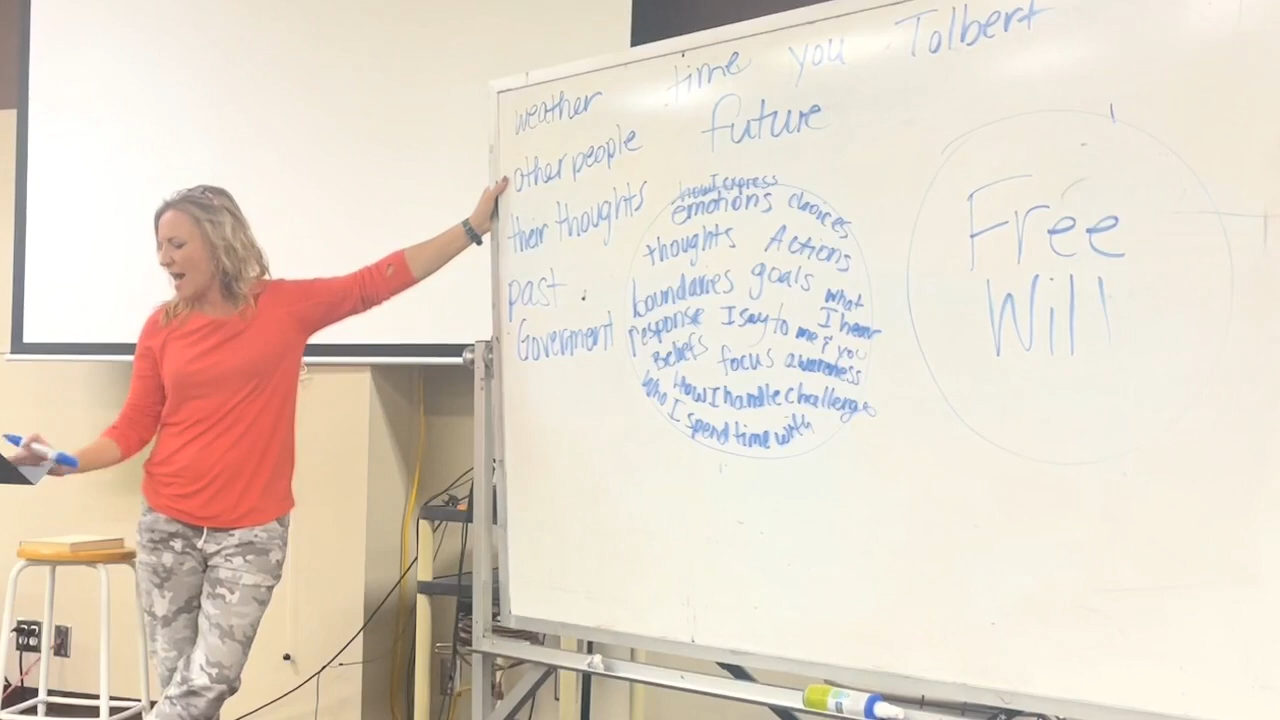 time you Tolbert
weather
future
other people
their thoughts
past
Government
how I express
emotions choices
thoughts Actions
boundaries goals what
I hear
response I say to me & you
Beliefs focus awareness
How I handle challenges
Who I spend time with
Free
Will